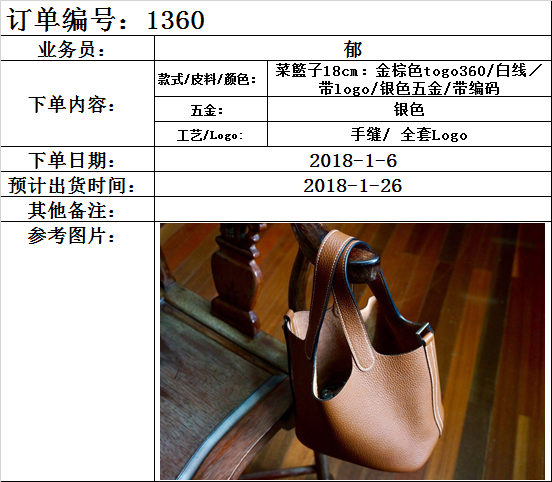 订单编号：1360
业务员：
郁
下单内容：
款式/皮料/颜色：
菜篮子18cm：金棕色togo360/白线/
带logo/银色五金/带编码
五金：
银色
工艺/Logo:
手缝/ 全套Logo
下单日期：
2018-1-6
预计出货时间：
2018-1-26
其他备注：
参考图片：